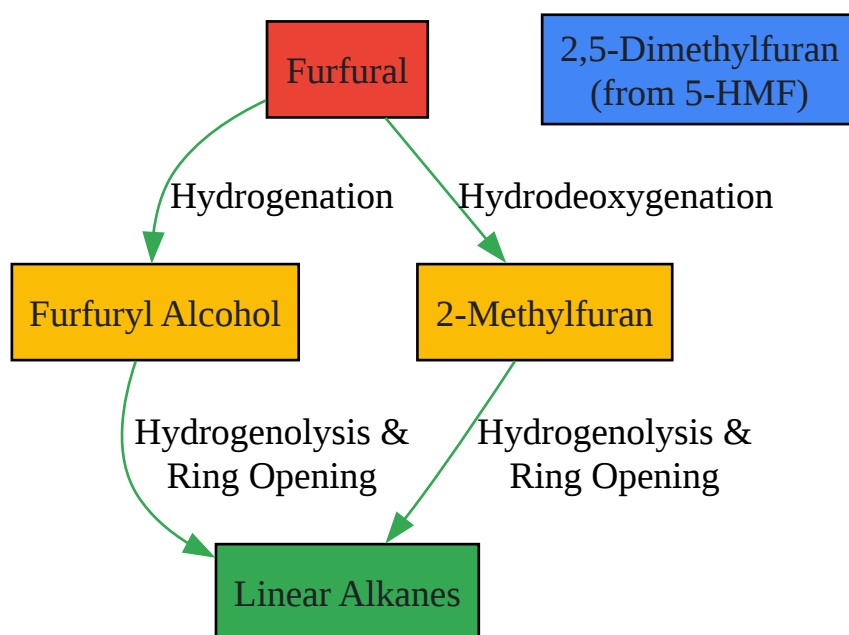 Furfural
2,5-Dimethylfuran
(from 5-HMF)
Hydrogenation
Hydrodeoxygenation
Furfuryl Alcohol
2-Methylfuran
Hydrogenolysis &
Ring Opening
Hydrogenolysis &
Ring Opening
Linear Alkanes